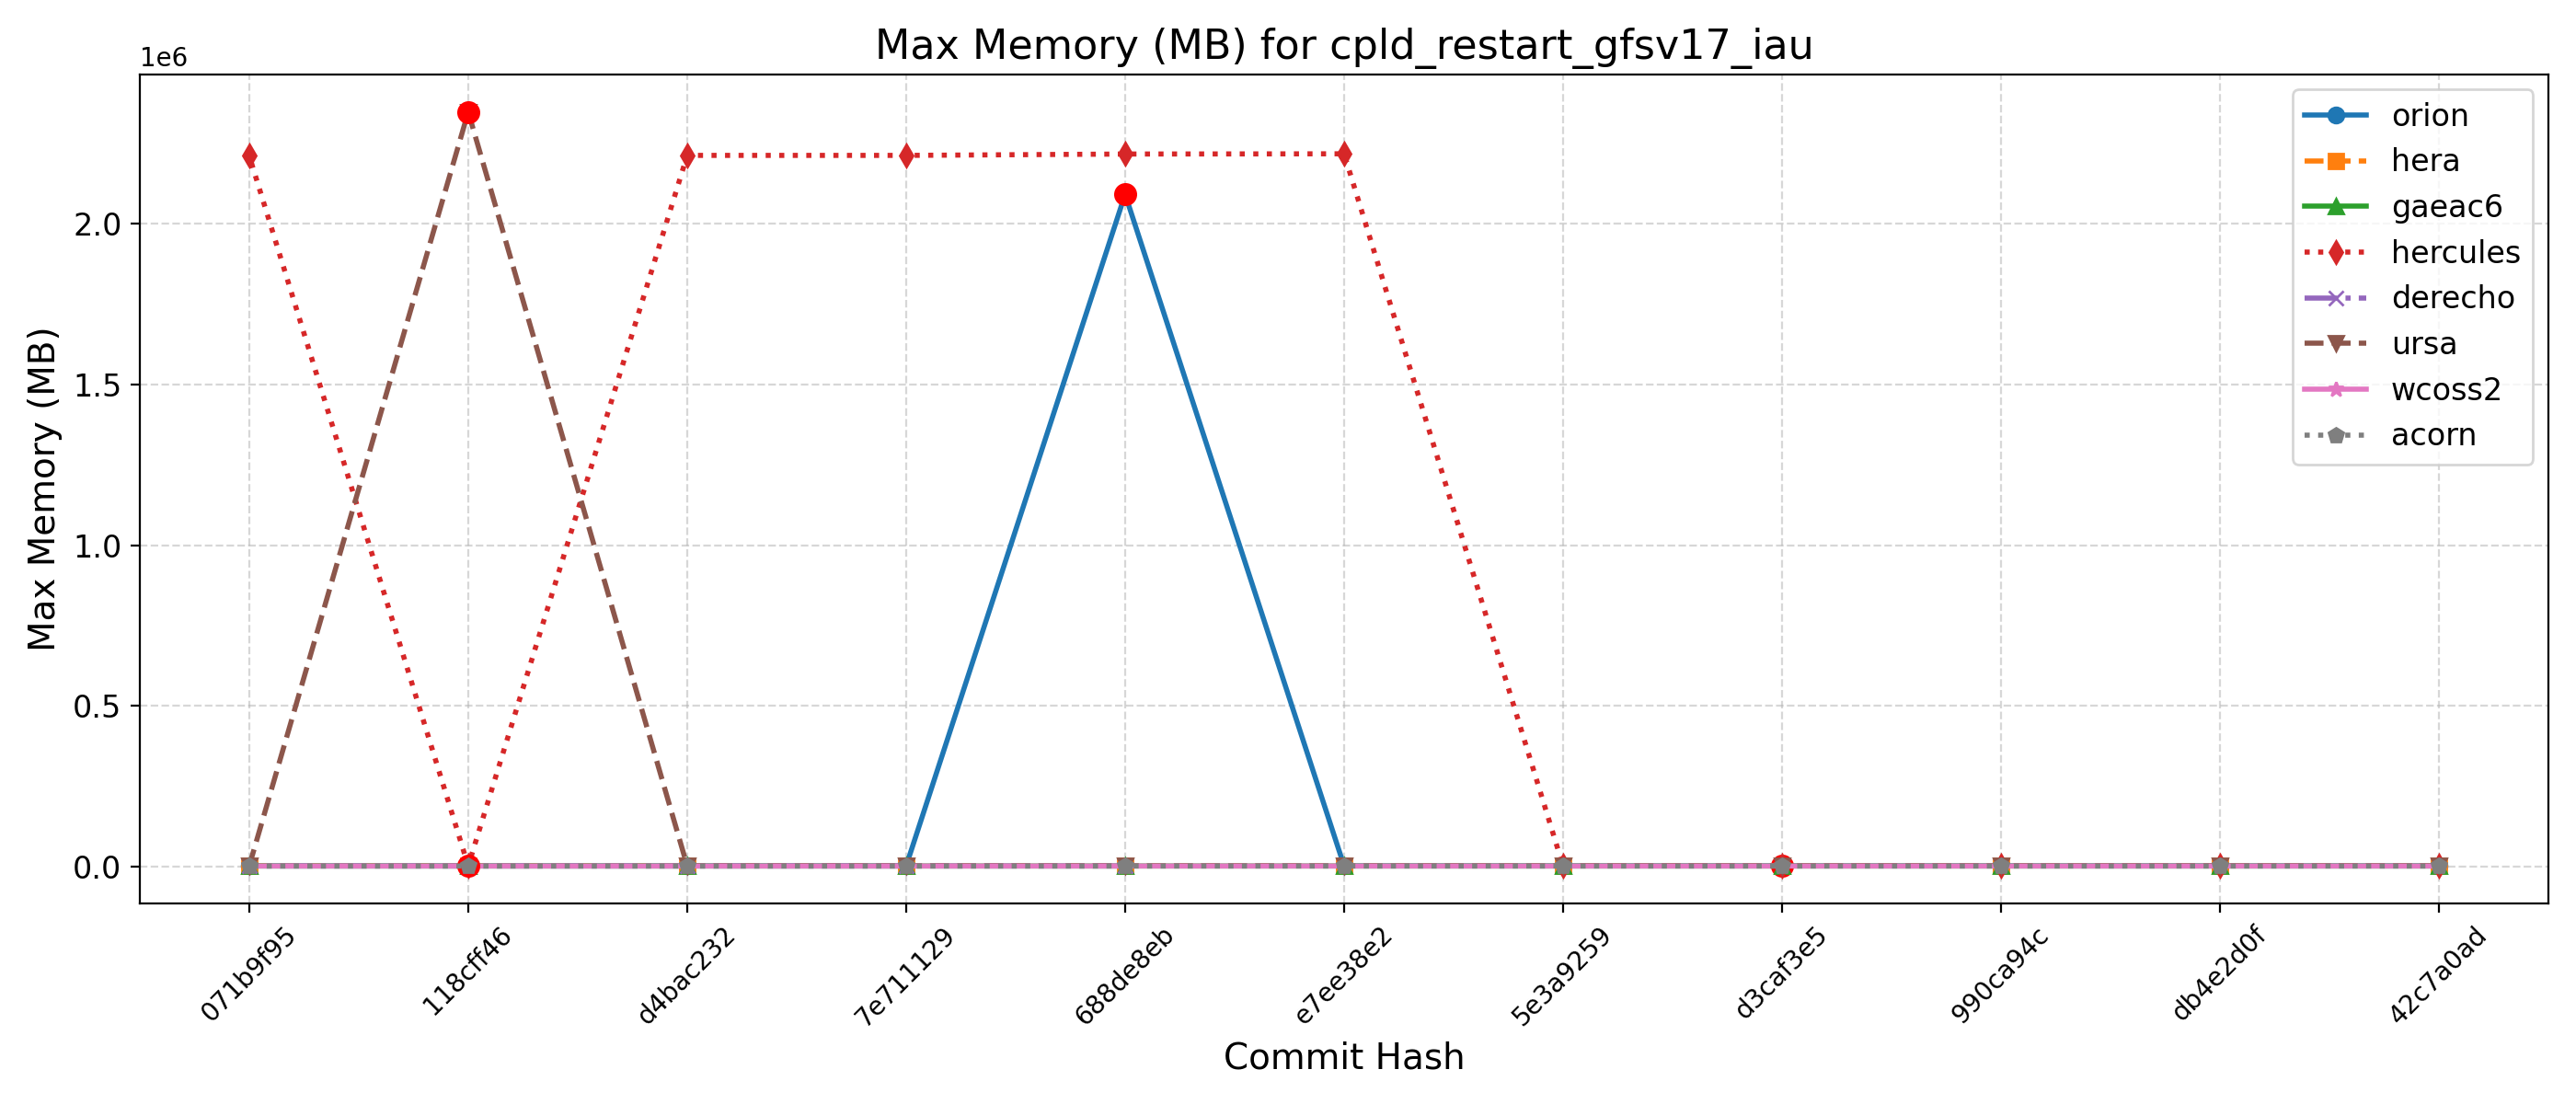 Max Memory (MB) for cpld_restart_gfsv17_iau
1e6
2.0
1.5
1.0
0.5
0.0
Max Memory (MB)
orion
hera
gaeac6
hercules
derecho
ursa
wcoss2
acorn
071b9f95
118cff46
d4bac232
7e711129
688de8eb
e7ee38e2
5e3a9259
d3caf3e5
990ca94c
db4e2d0f
42c7a0ad
Commit Hash